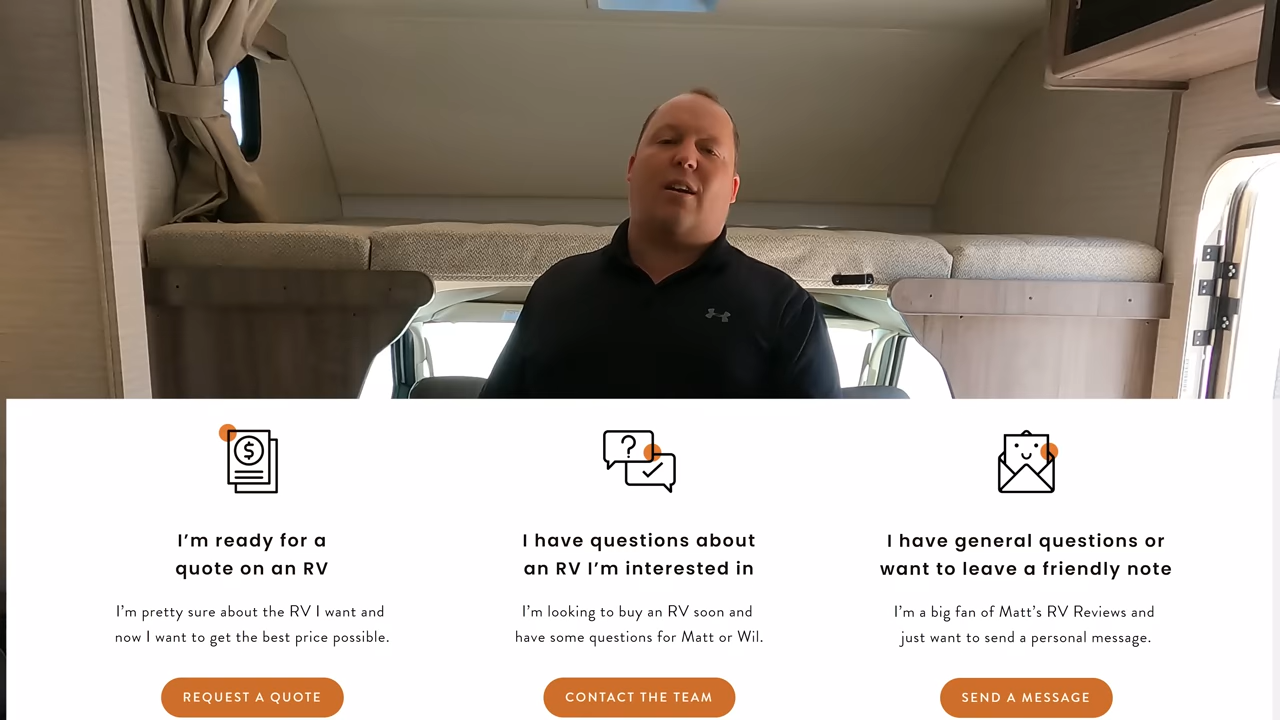 I'm ready for a
quote on an RV
I'm pretty sure about the RV I want and
now I want to get the best price possible.
REQUEST A QUOTE
I have questions about
an RV I'm interested in
I'm looking to buy an RV soon and
have some questions for Matt or Wil.
CONTACT THE TEAM
I have general questions or
want to leave a friendly note
I'm a big fan of Matt's RV Reviews and
just want to send a personal message.
SEND A MESSAGE